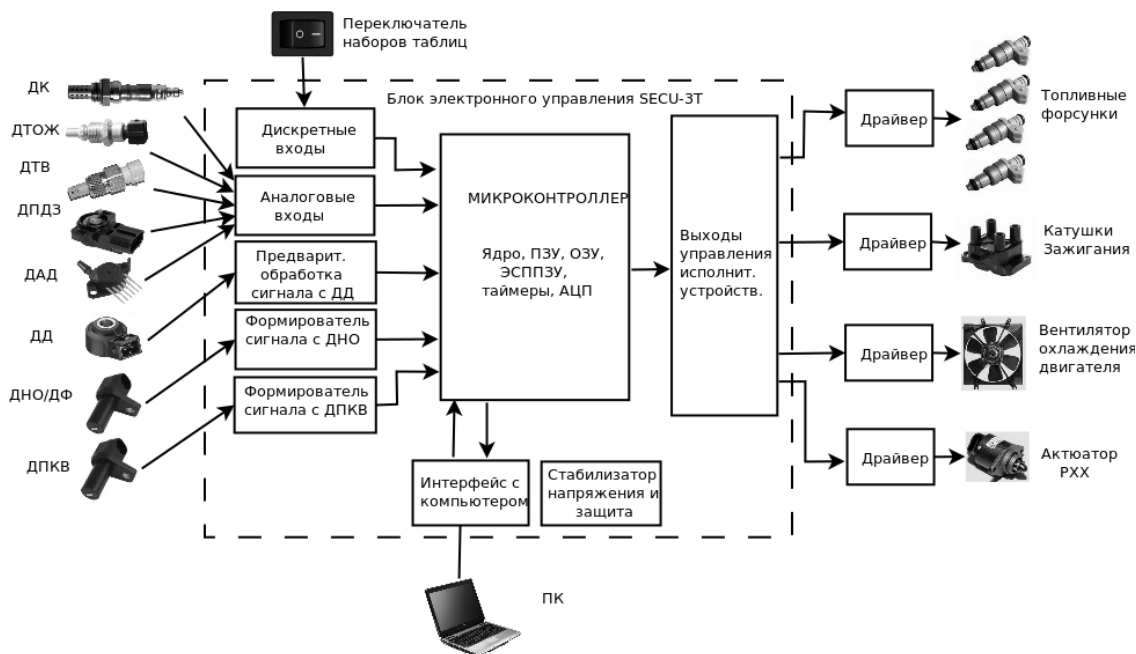 Переключатель
наборов таблиц
ДК
ДТОЖ
ДТВ
ДПДЗ
ДАД
ДД
ДНО/ДФ
ДПКВ
Блок электронного управления SECU-3T
Дискретные
входы
Аналоговые
входы
Предварит.
обработка
сигнала с ДД
Формирователь
сигнала с ДНО
Формирователь
сигнала с ДПКВ
МИКРОКОНТРОЛЛЕР
Ядро, ПЗУ, ОЗУ,
ЭСППЗУ,
таймеры, АЦП
Интерфейс с
компьютером
Стабилизатор
напряжения и
защита
Выходы
управления
исполнит.
устройств.
Драйвер
Драйвер
Драйвер
Драйвер
Топливные
форсунки
Катушки
Зажигания
Вентилятор
охлаждения
двигателя
Актюатор
РХХ
ПК